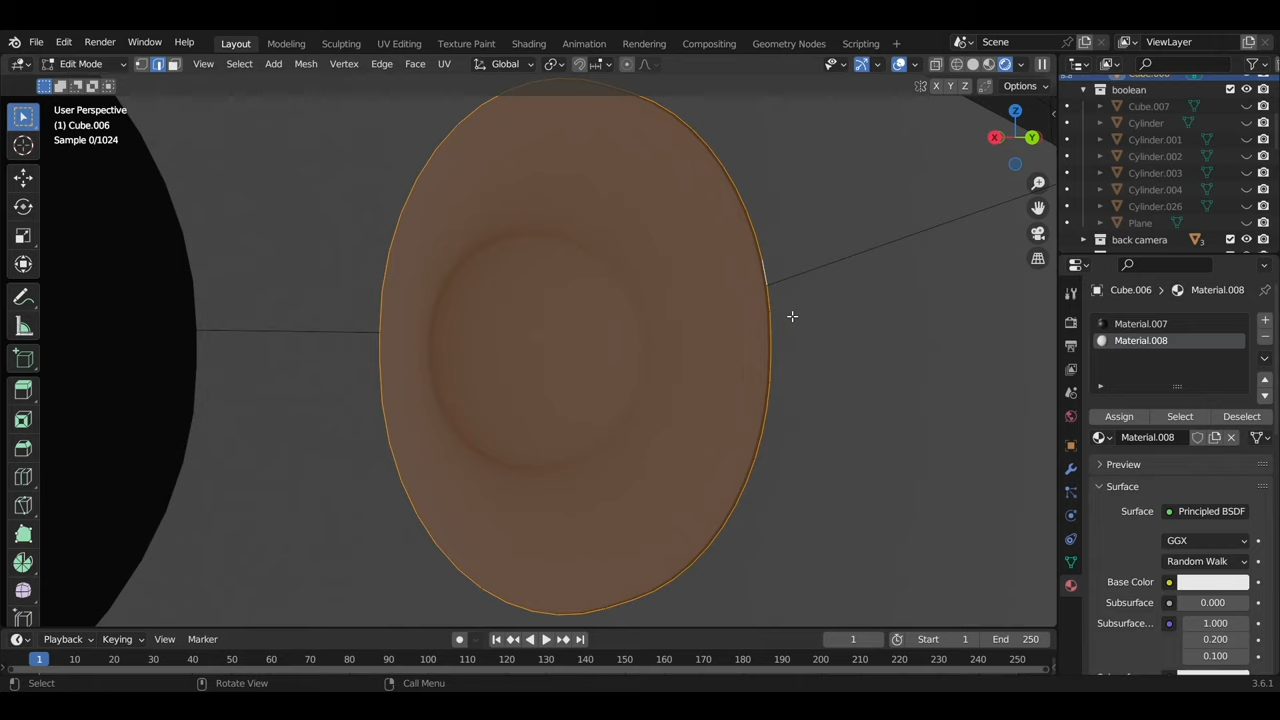 File Edit Render Window Help Layout Modeling Sculpting UV Editing Texture Paint Shading Animation Rendering Compositing Geometry Nodes Scripting + Scene ViewLayer
Edit Mode View Select Add Mesh Vertex Edge Face UV Global
X Y Z Options
User Perspective
(1) Cube.006
Sample 0/1024
Z
X Y
boolean
Cube.007
Cylinder
Cylinder.001
Cylinder.002
Cylinder.003
Cylinder.004
Cylinder.026
Plane
back camera 3
Cube.006 > Material.008
Material.007
Material.008
Assign Select Deselect
Material.008
Preview
Surface
Surface Principled BSDF
GGX
Random Walk
Base Color
Subsurface 0.000
Subsurface... 1.000
0.200
0.100
Playback Keying View Marker 1 Start 1 End 250
1 10 20 30 40 50 60 70 80 90 100 110 120 130 140 150 160 170 180 190 200 210 220 230 240 250
Select Rotate View Call Menu 3.6.1